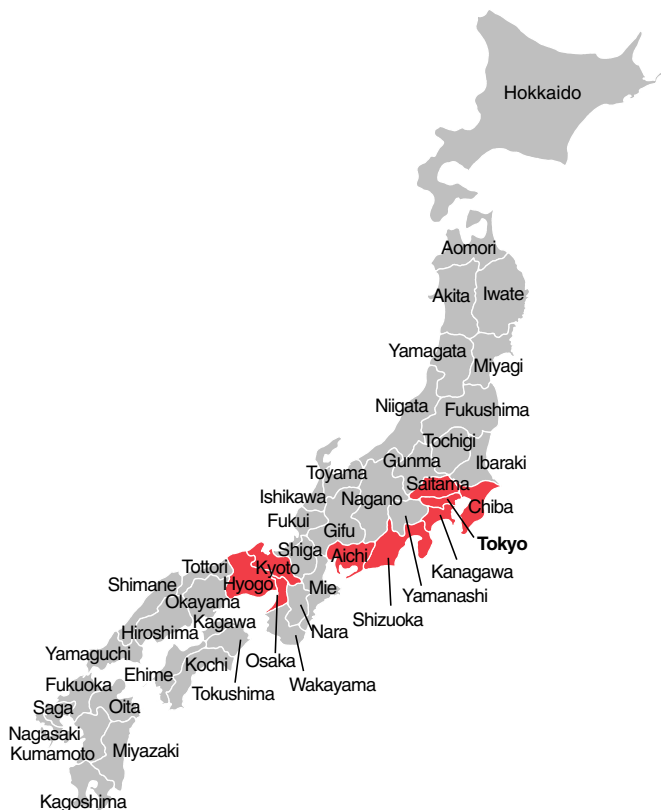 Hokkaido
Aomori
Akita
Iwate
Yamagata
Miyagi
Niigata
Fukushima
Tochigi
Gunma
Ibaraki
Toyama
Saitama
Ishikawa
Nagano
Chiba
Fukui
Gifu
Tokyo
Shiga
Aichi
Kyoto
Kanagawa
Tottori
Shimane
Hyogo
Mie
Yamanashi
Okayama
Kagawa
Shizuoka
Hiroshima
Nara
Yamaguchi
Osaka
Kochi
Ehime
Wakayama
Fukuoka
Tokushima
Saga
Oita
Nagasaki
Kumamoto
Miyazaki
Kagoshima